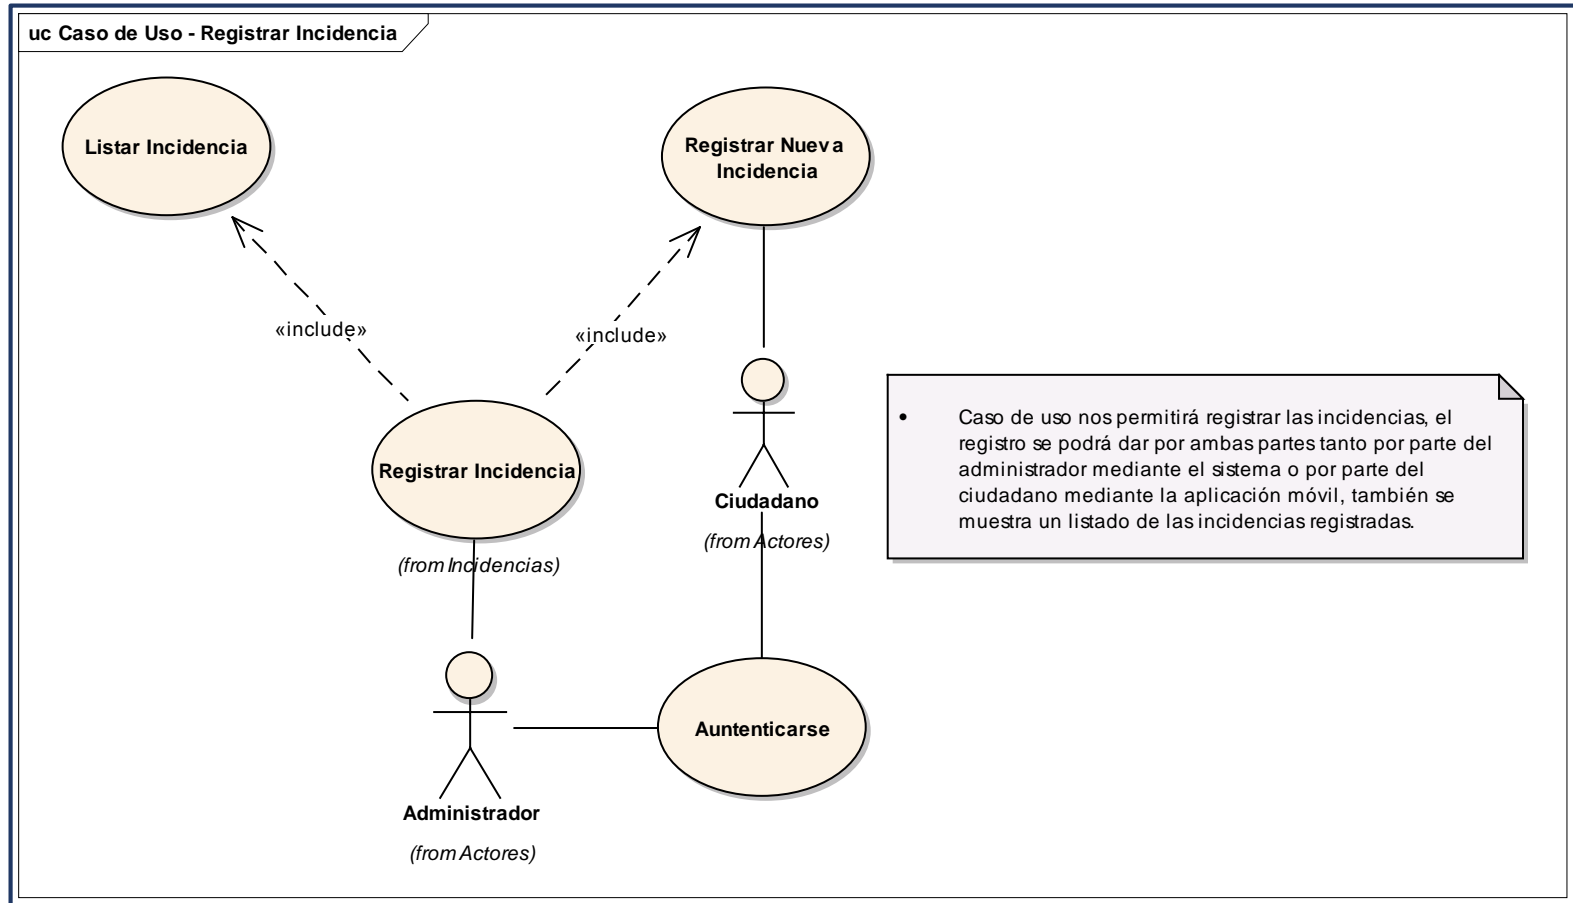 uc Caso de Uso - Registrar Incidencia
Listar Incidencia
Registrar Nueva
Incidencia
«include»
«include»
Registrar Incidencia
(from Incidencias)
Ciudadano
(from Actores)
• Caso de uso nos permitirá registrar las incidencias, el
registro se podrá dar por ambas partes tanto por parte del
administrador mediante el sistema o por parte del
ciudadano mediante la aplicación móvil, también se
muestra un listado de las incidencias registradas.
Auntenticarse
Administrador
(from Actores)